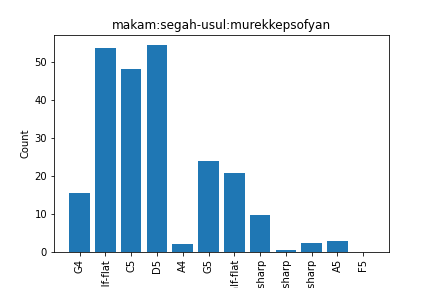 makam:segah-usul:murekkepsofyan
Count
50
40
30
20
10
0
G4
lf-flat
C5
D5
A4
G5
lf-flat
sharp
sharp
sharp
A5
F5